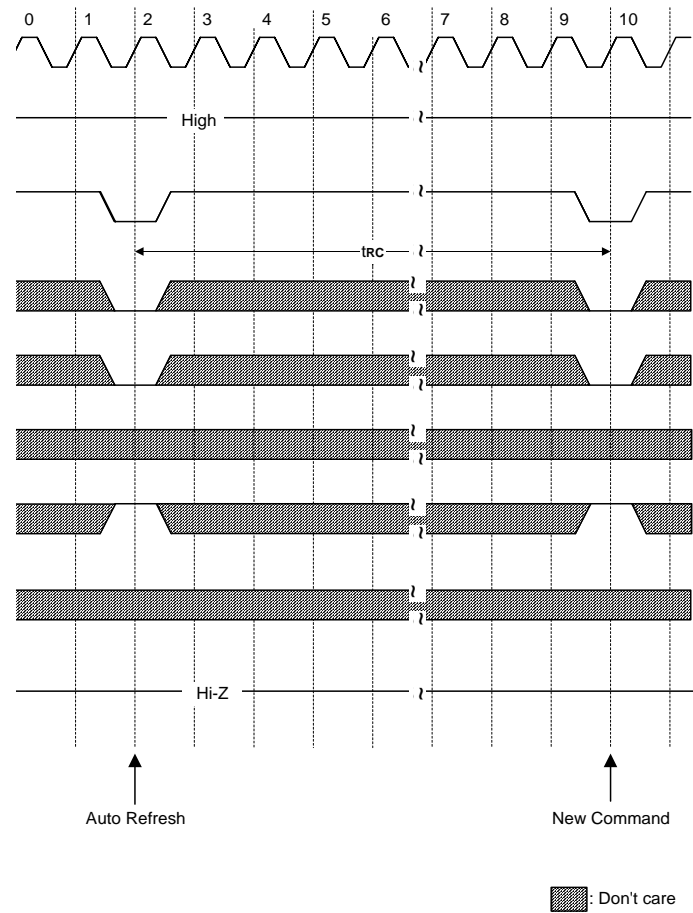 0 1 2 3 4 5 6 7 8 9 10
High
tRC
Hi-Z
Auto Refresh New Command
: Don't care